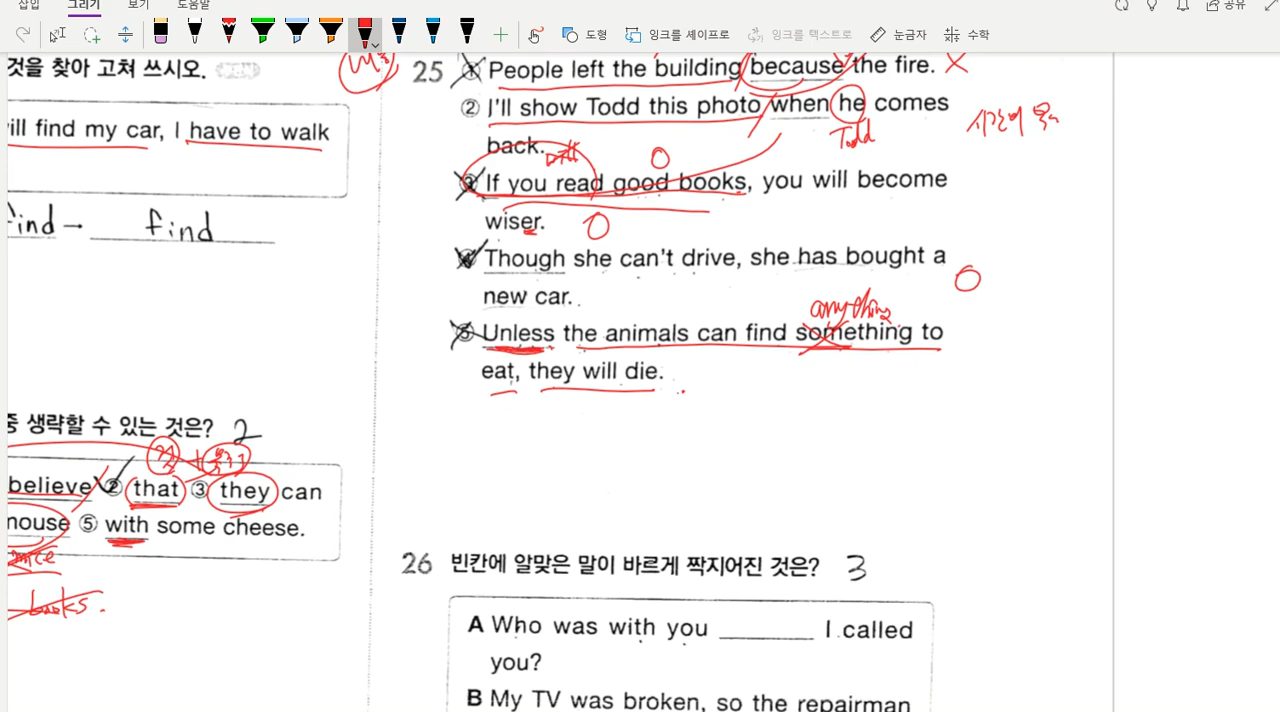 삽입 그리기 보기 도움말 공유
도형 잉크를 셰이프로 잉크를 텍스트로 눈금자 수학
것을 찾아 고쳐 쓰시오.
ill find my car, I have to walk
find → find
중 생략할 수 있는 것은? 2
believe ② that ③ they can
mouse ⑤ with some cheese.
mice
books.
25 ① People left the building because the fire. X
② I'll show Todd this photo when he comes
Todd
back.
③ If you read good books, you will become
wiser.
④ Though she can't drive, she has bought a
new car.
anything
⑤ Unless the animals can find something to
eat, they will die.
26 빈칸에 알맞은 말이 바르게 짝지어진 것은? 3
A Who was with you ________ I called
you?
B My TV was broken, so the repairman